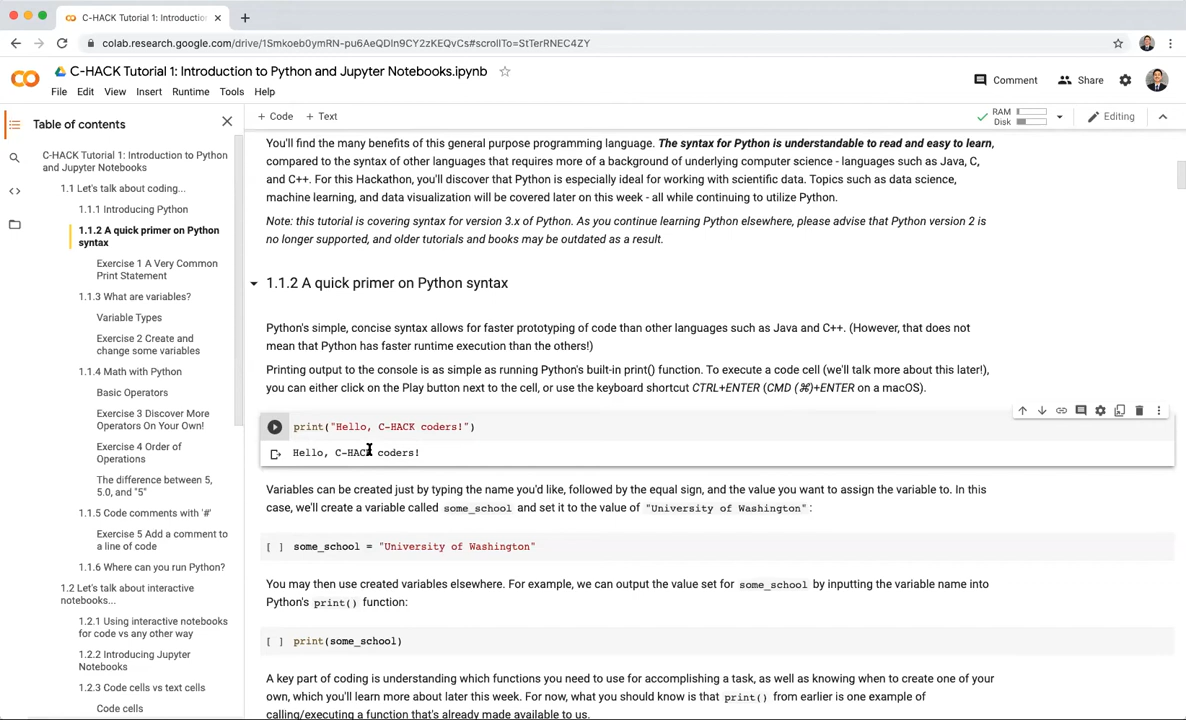 C-HACK Tutorial 1: Introduction
colab.research.google.com/drive/1Smkoeb0ymRN-pu6AeQDln9CY2zKEQvCs#scrollTo=StTerRNEC4ZY
C-HACK Tutorial 1: Introduction to Python and Jupyter Notebooks.ipynb
Comment
Share
File Edit View Insert Runtime Tools Help
Table of contents
+ Code + Text
RAM
Disk
Editing
C-HACK Tutorial 1: Introduction to Python
and Jupyter Notebooks
1.1 Let's talk about coding...
1.1.1 Introducing Python
1.1.2 A quick primer on Python
syntax
Exercise 1 A Very Common
Print Statement
1.1.3 What are variables?
Variable Types
Exercise 2 Create and
change some variables
1.1.4 Math with Python
Basic Operators
Exercise 3 Discover More
Operators On Your Own!
Exercise 4 Order of
Operations
The difference between 5,
5.0, and "5"
1.1.5 Code comments with '#'
Exercise 5 Add a comment to
a line of code
1.1.6 Where can you run Python?
1.2 Let's talk about interactive
notebooks...
1.2.1 Using interactive notebooks
for code vs any other way
1.2.2 Introducing Jupyter
Notebooks
1.2.3 Code cells vs text cells
Code cells
You'll find the many benefits of this general purpose programming language. The syntax for Python is understandable to read and easy to learn,
compared to the syntax of other languages that requires more of a background of underlying computer science - languages such as Java, C,
and C++. For this Hackathon, you'll discover that Python is especially ideal for working with scientific data. Topics such as data science,
machine learning, and data visualization will be covered later on this week - all while continuing to utilize Python.
Note: this tutorial is covering syntax for version 3.x of Python. As you continue learning Python elsewhere, please advise that Python version 2 is
no longer supported, and older tutorials and books may be outdated as a result.
1.1.2 A quick primer on Python syntax
Python's simple, concise syntax allows for faster prototyping of code than other languages such as Java and C++. (However, that does not
mean that Python has faster runtime execution than the others!)
Printing output to the console is as simple as running Python's built-in print() function. To execute a code cell (we'll talk more about this later!),
you can either click on the Play button next to the cell, or use the keyboard shortcut CTRL+ENTER (CMD (⌘)+ENTER on a macOS).
print("Hello, C-HACK coders!")
Hello, C-HACK coders!
Variables can be created just by typing the name you'd like, followed by the equal sign, and the value you want to assign the variable to. In this
case, we'll create a variable called some_school and set it to the value of "University of Washington":
[ ] some_school = "University of Washington"
You may then use created variables elsewhere. For example, we can output the value set for some_school by inputting the variable name into
Python's print() function:
[ ] print(some_school)
A key part of coding is understanding which functions you need to use for accomplishing a task, as well as knowing when to create one of your
own, which you'll learn more about later this week. For now, what you should know is that print() from earlier is one example of
calling/executing a function that's already made available to us.